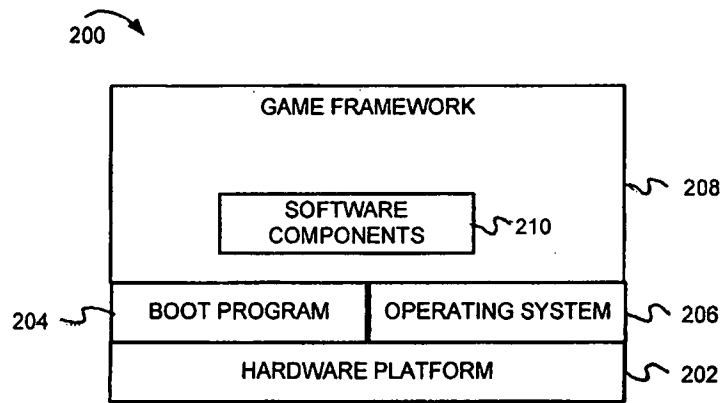 200
GAME FRAMEWORK
208
SOFTWARE
COMPONENTS
210
204
BOOT PROGRAM
OPERATING SYSTEM
206
HARDWARE PLATFORM
202